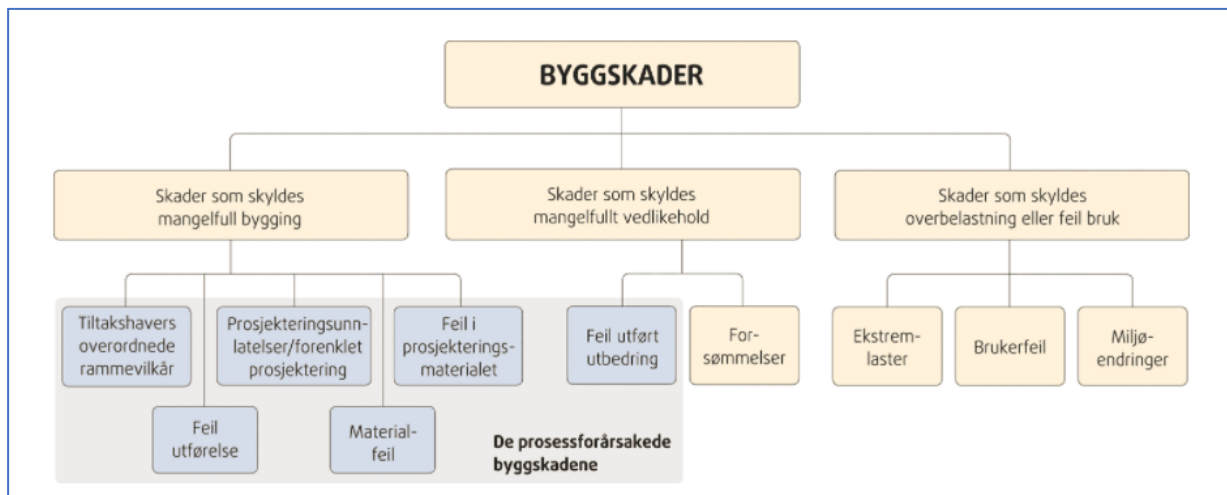 BYGGSKADER
Skader som skyldes
mangelfull bygging
Skader som skyldes
mangelfullt vedlikehold
Skader som skyldes
overbelastning eller feil bruk
Tiltakshavers
overordnede
rammevilkår
Prosjekteringsunn-
latelser/forenklet
prosjektering
Feil i
prosjekterings-
materialet
Feil utført
utbedring
For-
sømmelser
Ekstrem-
laster
Brukerfeil
Miljø-
endringer
Feil
utførelse
Material-
feil
De prosessforårsakede
byggskadene